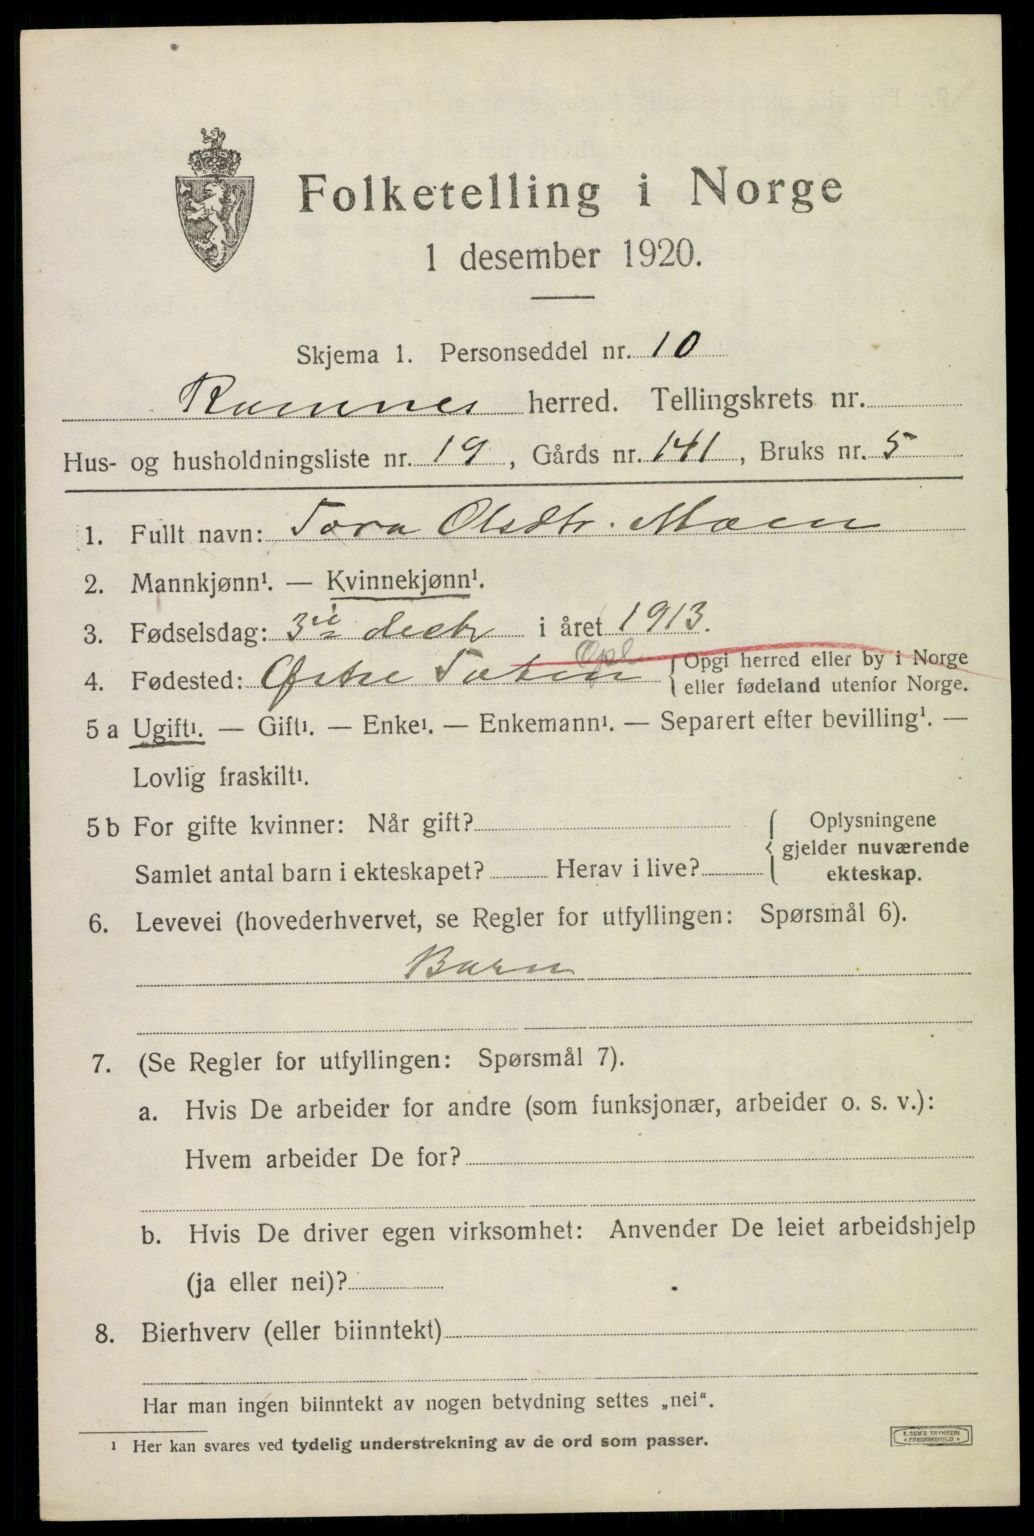 Folketelling i Norge
1 desember 1920.
Skjema 1. Personseddel nr. 10
Ramnes herred. Tellingskrets nr.
Hus- og husholdningsliste nr. 19, Gårds nr. 141, Bruks nr. 5
1. Fullt navn: Tora Olsdtr. Moen
2. Mannkjønn¹. — Kvinnekjønn¹.
3. Fødselsdag: 3die decbr i året 1913.
Opl
4. Fødested: Østre Toten {Opgi herred eller by i Norge
eller fødeland utenfor Norge.
5 a Ugift¹. — Gift¹. — Enke¹. — Enkemann¹. — Separert efter bevilling¹. —
Lovlig fraskilt¹.
5 b For gifte kvinner: Når gift? { Oplysningene
gjelder nuværende
Samlet antal barn i ekteskapet? Herav i live? ekteskap.
6. Levevei (hovederhvervet, se Regler for utfyllingen: Spørsmål 6).
Barn
7. (Se Regler for utfyllingen: Spørsmål 7).
a. Hvis De arbeider for andre (som funksjonær, arbeider o. s. v.):
Hvem arbeider De for?
b. Hvis De driver egen virksomhet: Anvender De leiet arbeidshjelp
(ja eller nei)?
8. Bierhverv (eller biinntekt)
Har man ingen biinntekt av nogen betydning settes „nei“.
¹ Her kan svares ved tydelig understrekning av de ord som passer.
E. SEM'S TRYKKERI
• FREDRIKSHALD •